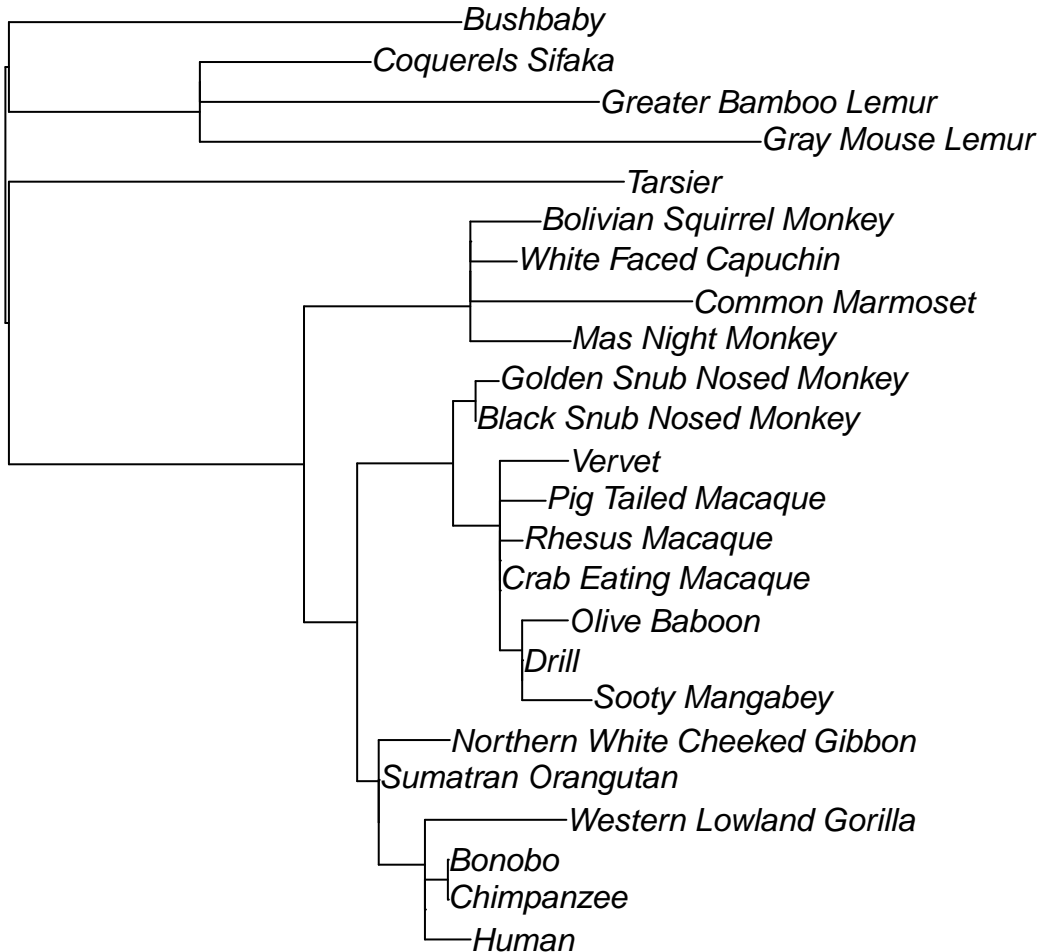 Bushbaby
Coquerels Sifaka
Greater Bamboo Lemur
Gray Mouse Lemur
Tarsier
Bolivian Squirrel Monkey
White Faced Capuchin
Common Marmoset
Mas Night Monkey
Golden Snub Nosed Monkey
Black Snub Nosed Monkey
Vervet
Pig Tailed Macaque
Rhesus Macaque
Crab Eating Macaque
Olive Baboon
Drill
Sooty Mangabey
Northern White Cheeked Gibbon
Sumatran Orangutan
Western Lowland Gorilla
Bonobo
Chimpanzee
Human